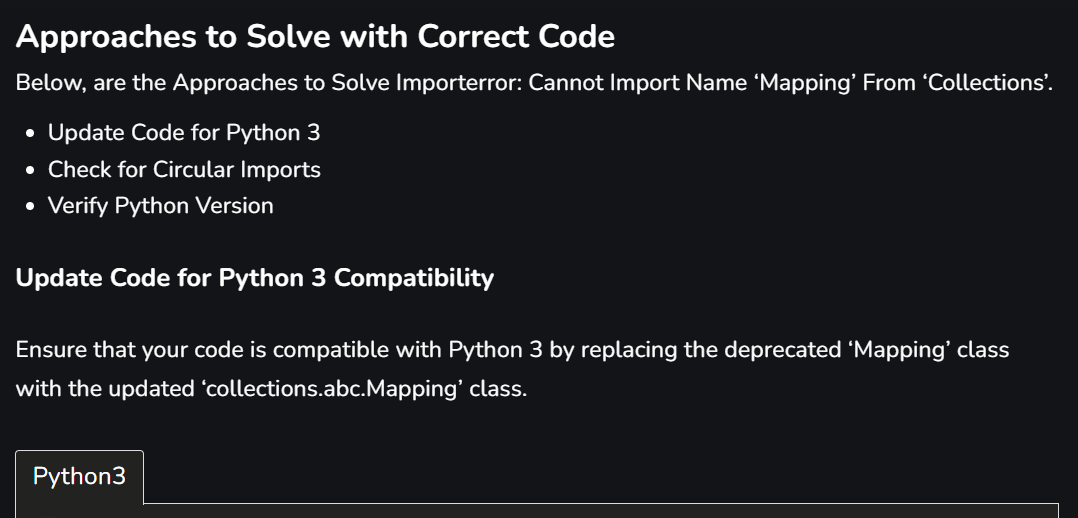 Approaches to Solve with Correct Code
Below, are the Approaches to Solve Importerror: Cannot Import Name ‘Mapping’ From ‘Collections’.
• Update Code for Python 3
• Check for Circular Imports
• Verify Python Version
Update Code for Python 3 Compatibility
Ensure that your code is compatible with Python 3 by replacing the deprecated ‘Mapping’ class
with the updated ‘collections.abc.Mapping’ class.
Python3